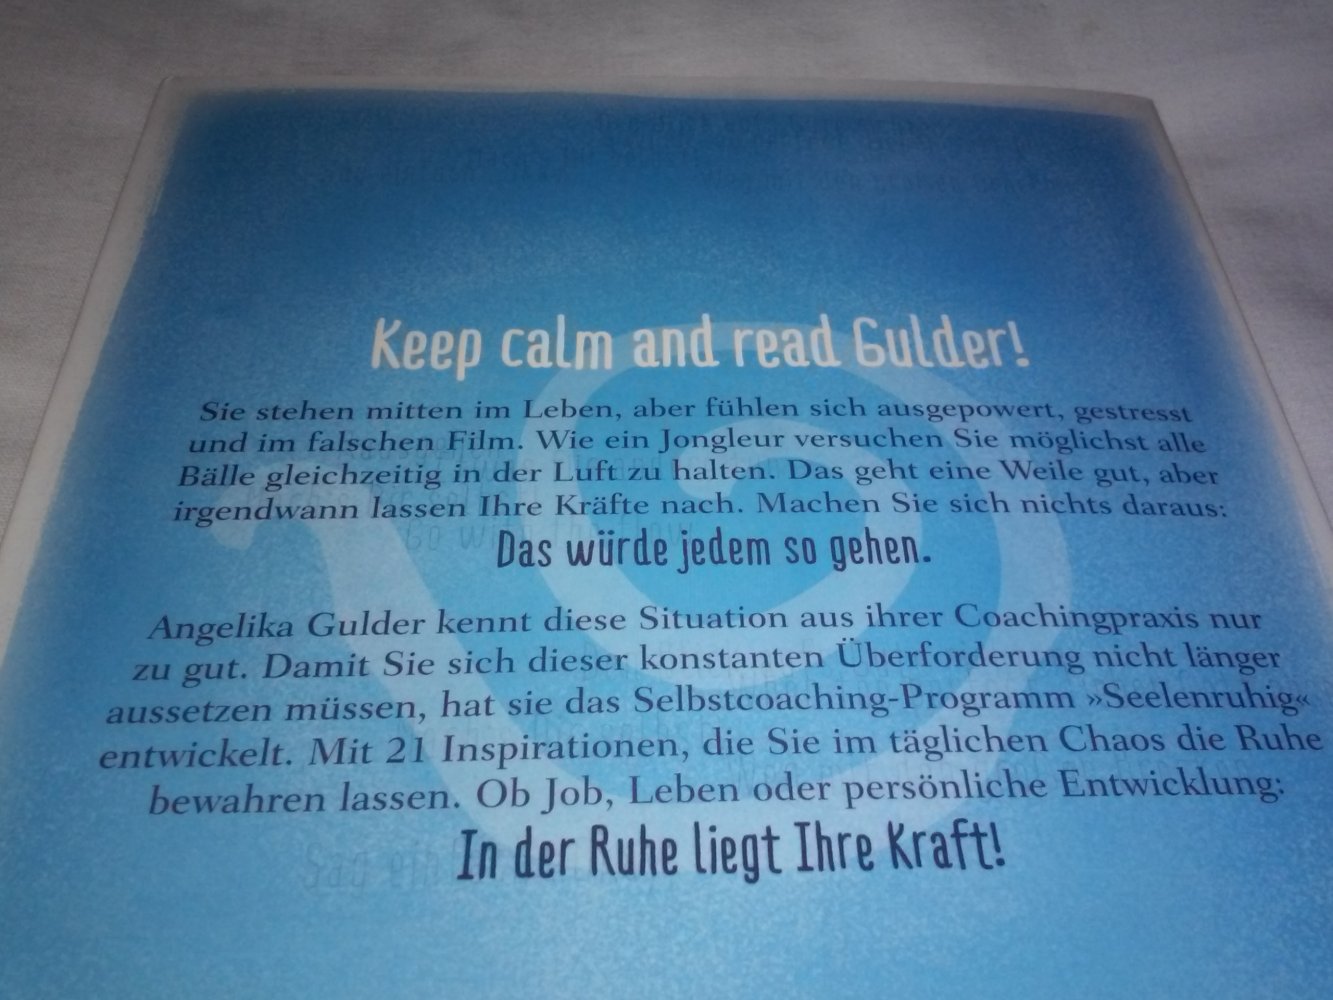 Keep calm and read Gulder!
Sie stehen mitten im Leben, aber fühlen sich ausgepowert, gestresst
und im falschen Film. Wie ein Jongleur versuchen Sie möglichst alle
Bälle gleichzeitig in der Luft zu halten. Das geht eine Weile gut, aber
irgendwann lassen Ihre Kräfte nach. Machen Sie sich nichts daraus:
Das würde jedem so gehen.
Angelika Gulder kennt diese Situation aus ihrer Coachingpraxis nur
zu gut. Damit Sie sich dieser konstanten Überforderung nicht länger
aussetzen müssen, hat sie das Selbstcoaching-Programm »Seelenruhig«
entwickelt. Mit 21 Inspirationen, die Sie im täglichen Chaos die Ruhe
bewahren lassen. Ob Job, Leben oder persönliche Entwicklung:
In der Ruhe liegt Ihre Kraft!